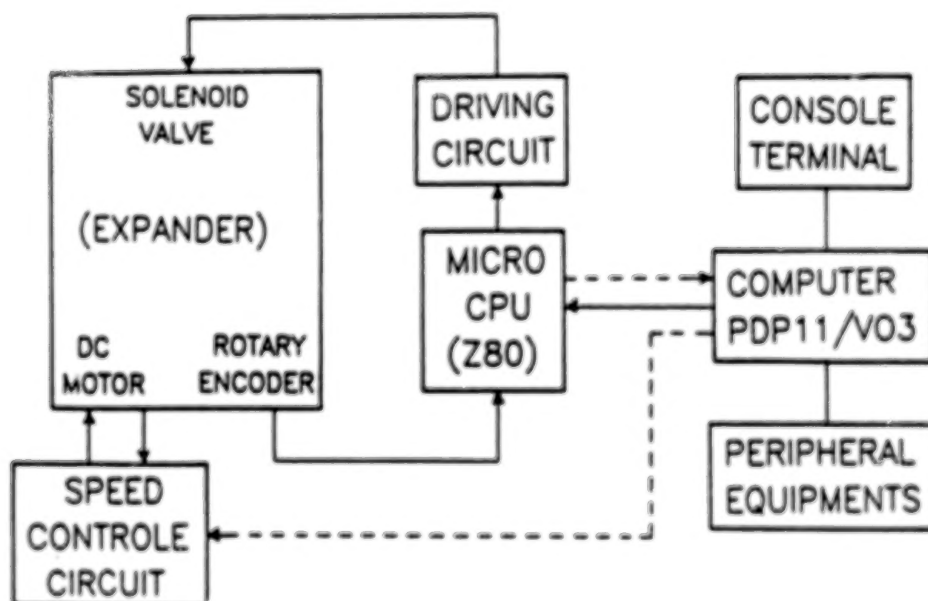 SOLENOID
VALVE
(EXPANDER)
DC
MOTOR
ROTARY
ENCODER
DRIVING
CIRCUIT
MICRO
CPU
(Z80)
CONSOLE
TERMINAL
COMPUTER
PDP11/V03
PERIPHERAL
EQUIPMENTS
SPEED
CONTROLE
CIRCUIT